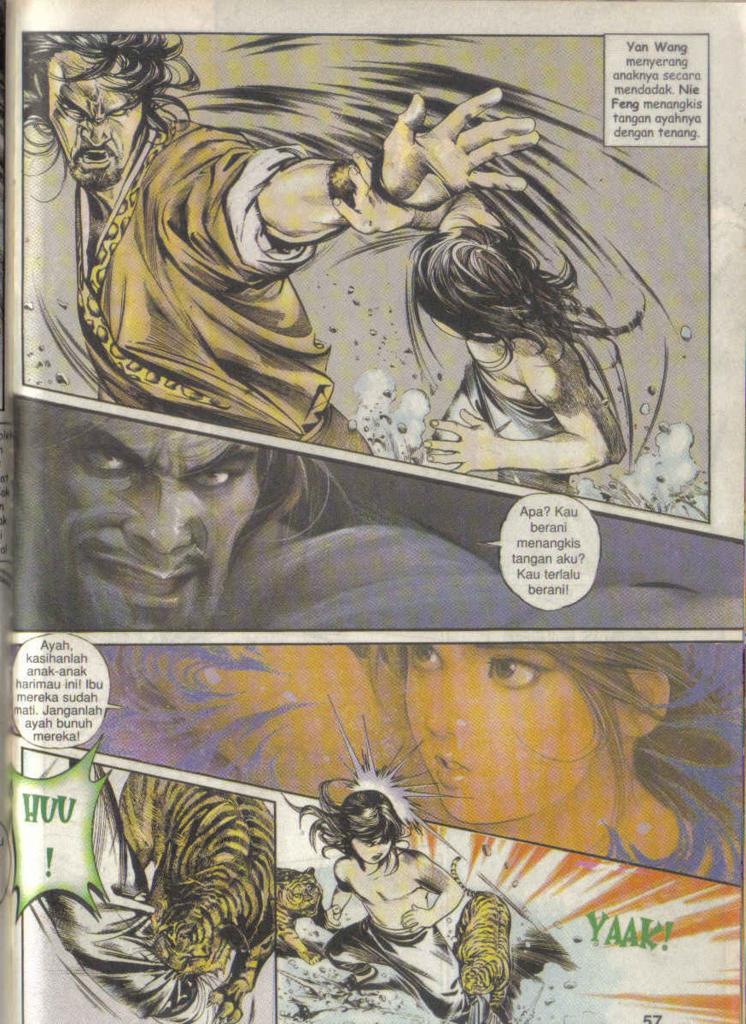 Yan Wang
menyerang
anaknya secara
mendadak. Nie
Feng menangkis
tangan ayahnya
dengan tenang.
Apa? Kau
berani
menangkis
tangan aku?
Kau terlalu
berani!
Ayah,
kasihanlah
anak-anak
harimau ini! Ibu
mereka sudah
mati. Janganlah
ayah bunuh
mereka!
HUU
!
YAAK!
57